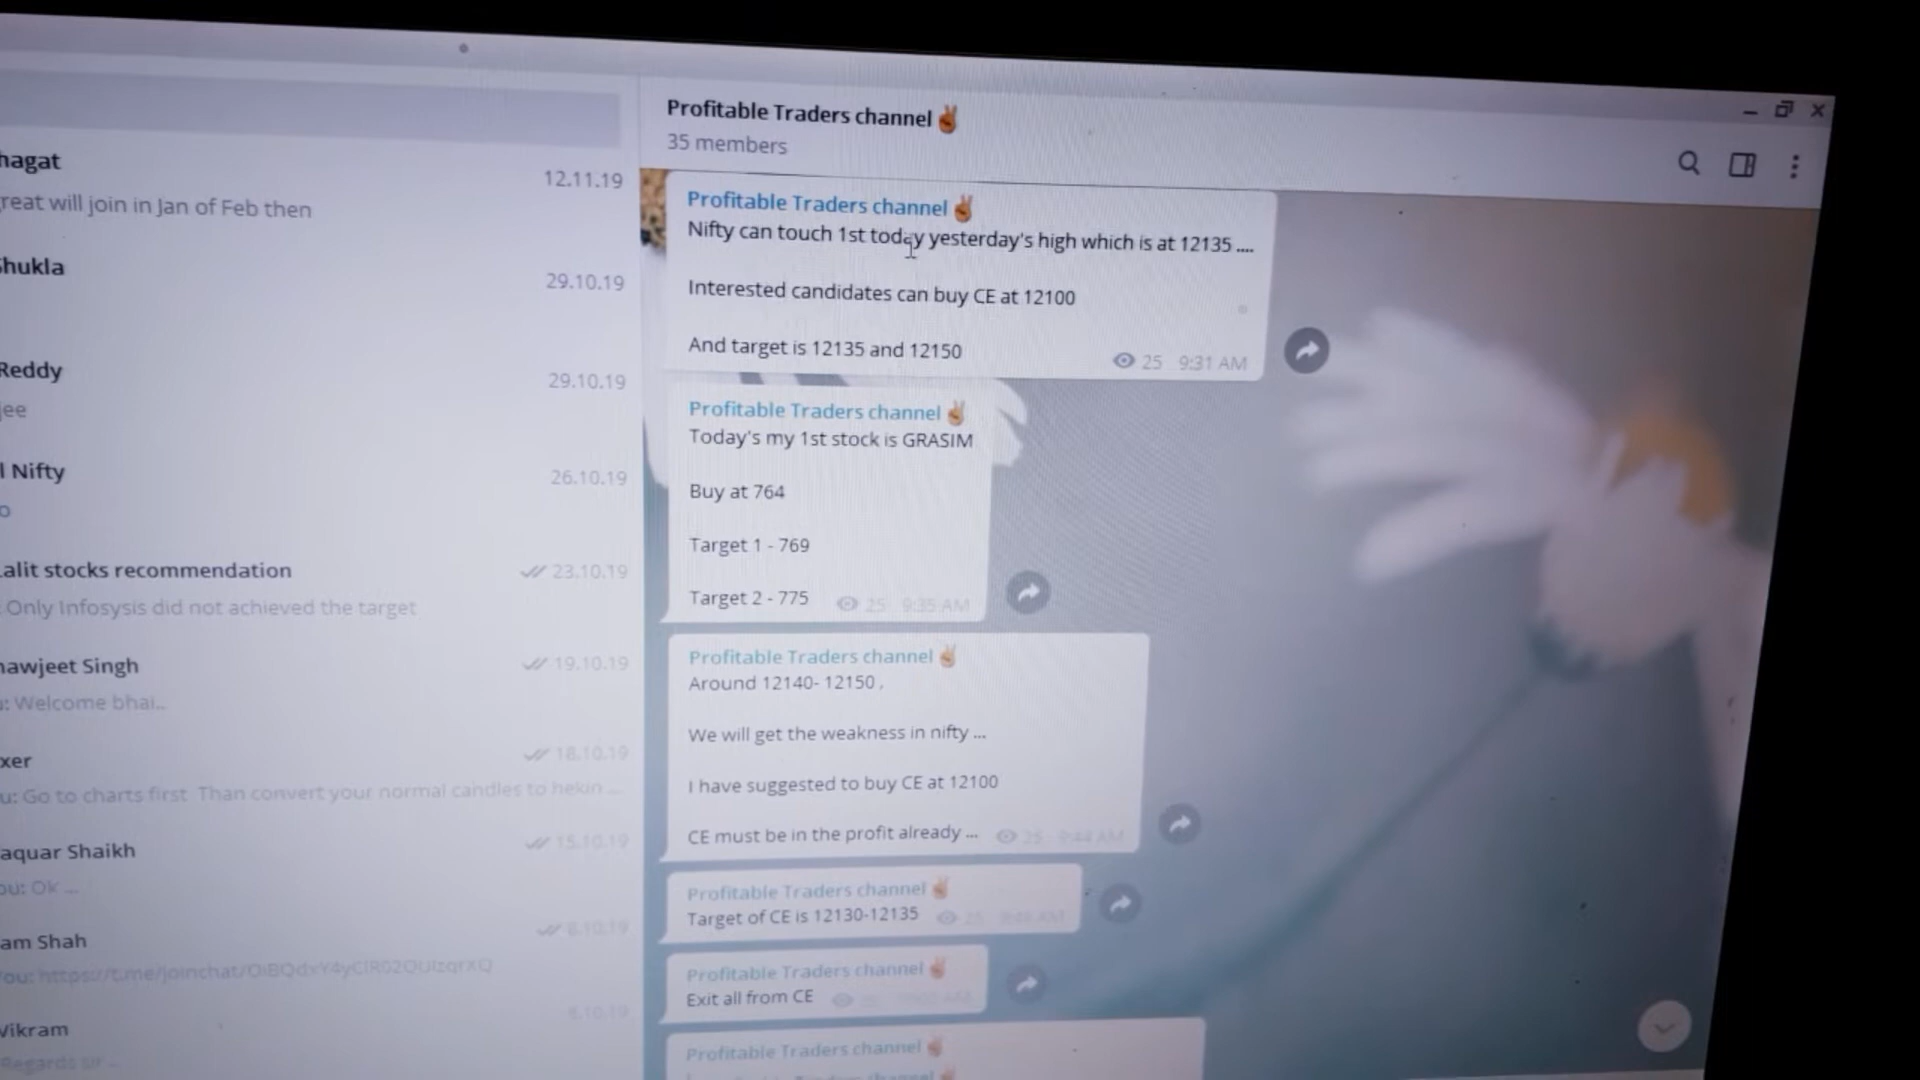 Profitable Traders channel ✌
35 members
hagat
12.11.19
reat will join in Jan of Feb then
Shukla
29.10.19
Reddy
29.10.19
ee
l Nifty
26.10.19
o
alit stocks recommendation
23.10.19
Only Infosysis did not achieved the target
nawjeet Singh
19.10.19
: Welcome bhai..
xer
18.10.19
u: Go to charts first Than convert your normal candles to hekin ...
aquar Shaikh
15.10.19
ou: Ok ...
am Shah
8.10.19
Vikram
Profitable Traders channel ✌
Nifty can touch 1st today yesterday's high which is at 12135 ....
Interested candidates can buy CE at 12100
And target is 12135 and 12150
25 9:31 AM
Profitable Traders channel ✌
Today's my 1st stock is GRASIM
Buy at 764
Target 1 - 769
Target 2 - 775
25 9:35 AM
Profitable Traders channel ✌
Around 12140- 12150 ,
We will get the weakness in nifty ...
I have suggested to buy CE at 12100
CE must be in the profit already ...
25 9:44 AM
Profitable Traders channel ✌
Target of CE is 12130-12135
25
Profitable Traders channel ✌
Exit all from CE
Profitable Traders channel ✌